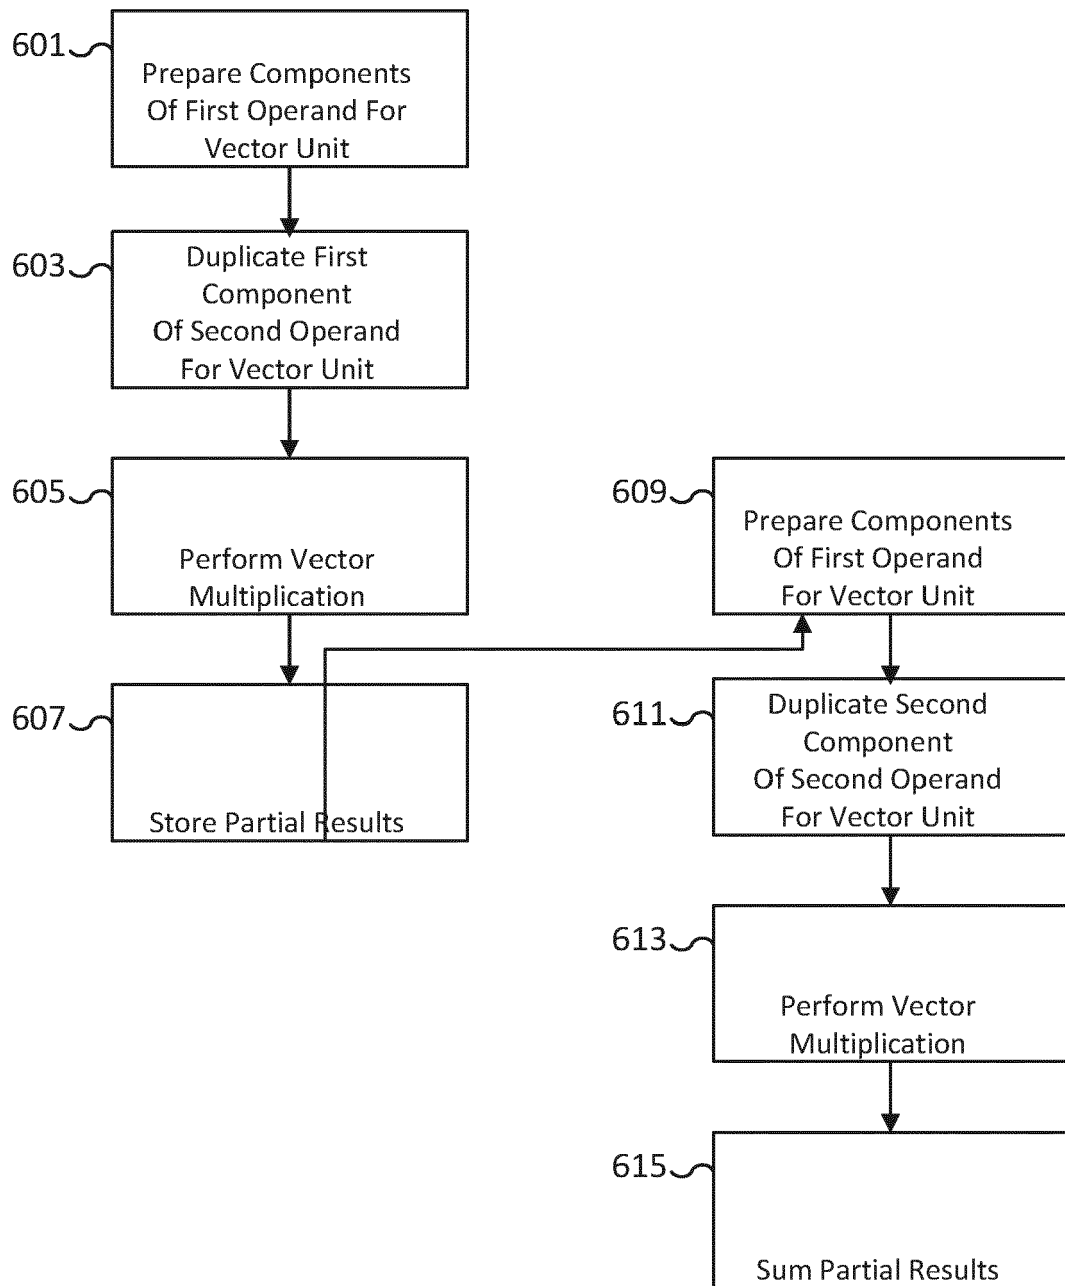 601
Prepare Components
Of First Operand For
Vector Unit
603
Duplicate First
Component
Of Second Operand
For Vector Unit
605
Perform Vector
Multiplication
607
Store Partial Results
609
Prepare Components
Of First Operand
For Vector Unit
611
Duplicate Second
Component
Of Second Operand
For Vector Unit
613
Perform Vector
Multiplication
615
Sum Partial Results